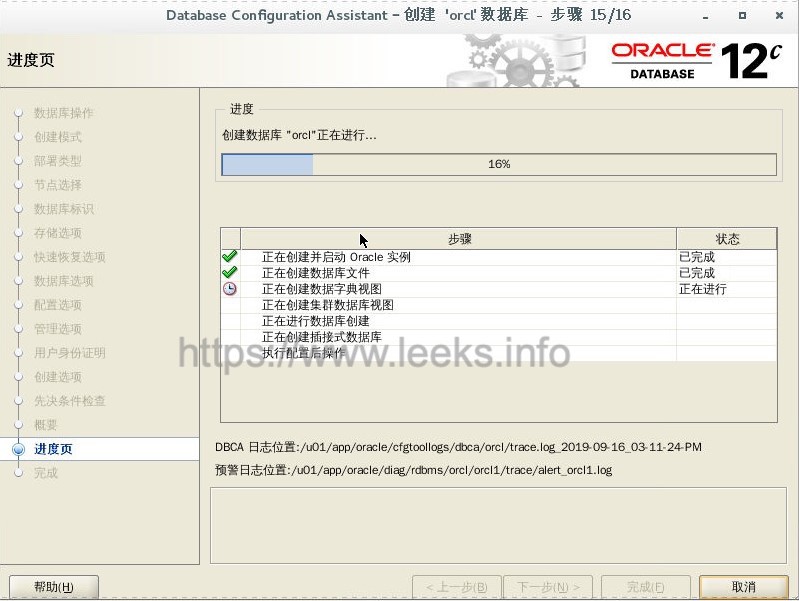 Database Configuration Assistant - 创建 'orcl' 数据库 - 步骤 15/16
进度页
ORACLE
DATABASE
12c
数据库操作
创建模式
部署类型
节点选择
数据库标识
存储选项
快速恢复选项
数据库选项
配置选项
管理选项
用户身份证明
创建选项
先决条件检查
概要
进度页
完成
进度
创建数据库 "orcl"正在进行...
16%
步骤 状态
正在创建并启动 Oracle 实例 已完成
正在创建数据库文件 已完成
正在创建数据字典视图 正在进行
正在创建集群数据库视图
正在进行数据库创建
正在创建插接式数据库
执行配置后操作
https://www.leeks.info
DBCA 日志位置:/u01/app/oracle/cfgtoollogs/dbca/orcl/trace.log_2019-09-16_03-11-24-PM
预警日志位置:/u01/app/oracle/diag/rdbms/orcl/orcl1/trace/alert_orcl1.log
帮助(H) < 上一步(B) 下一步(N) > 完成(F) 取消